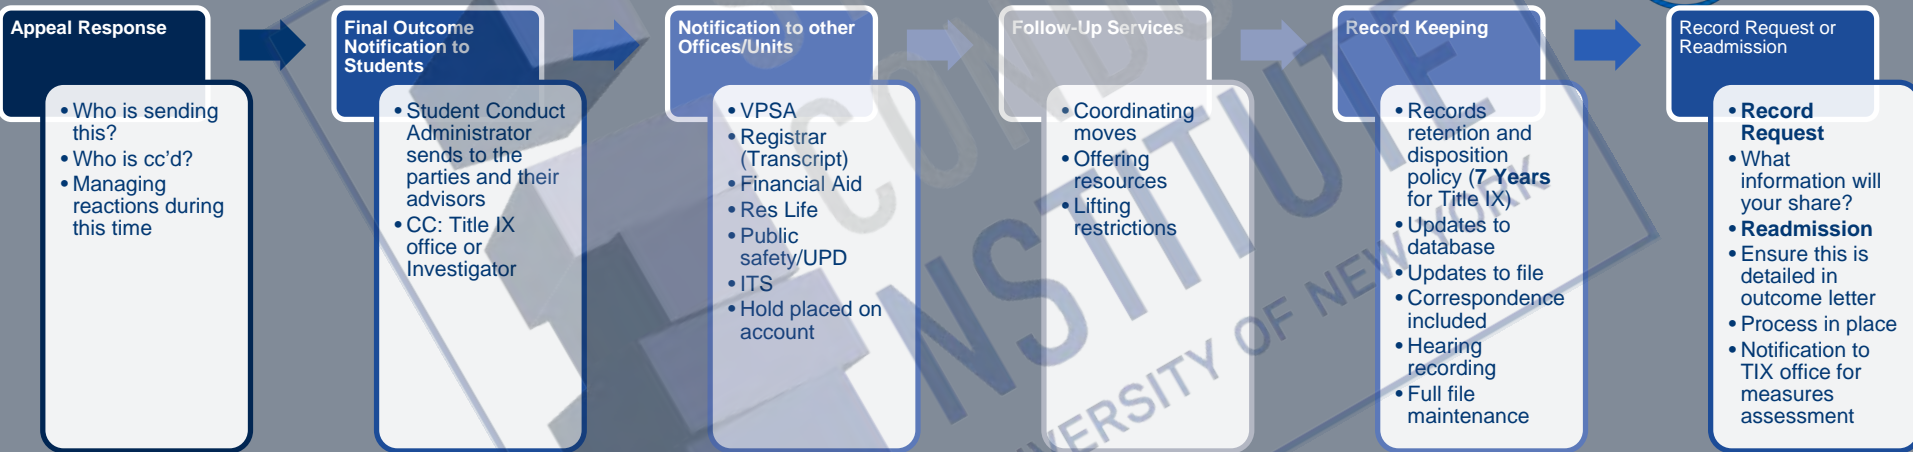 Appeal Response
• Who is sending
this?
• Who is cc'd?
• Managing
reactions during
this time
Final Outcome
Notification to
Students
• Student Conduct
Administrator
sends to the
parties and their
advisors
• CC: Title IX
office or
Investigator
Notification to other
Offices/Units
• VPSA
• Registrar
(Transcript)
• Financial Aid
• Res Life
• Public
safety/UPD
• ITS
• Hold placed on
account
Follow-Up Services
• Coordinating
moves
• Offering
resources
• Lifting
restrictions
Record Keeping
• Records
retention and
disposition
policy (7 Years
for Title IX)
• Updates to
database
• Updates to file
• Correspondence
included
• Hearing
recording
• Full file
maintenance
Record Request or
Readmission
• Record
Request
• What
information will
your share?
• Readmission
• Ensure this is
detailed in
outcome letter
• Process in place
• Notification to
TIX office for
measures
assessment
INSTITUTE
UNIVERSITY OF NEW YORK